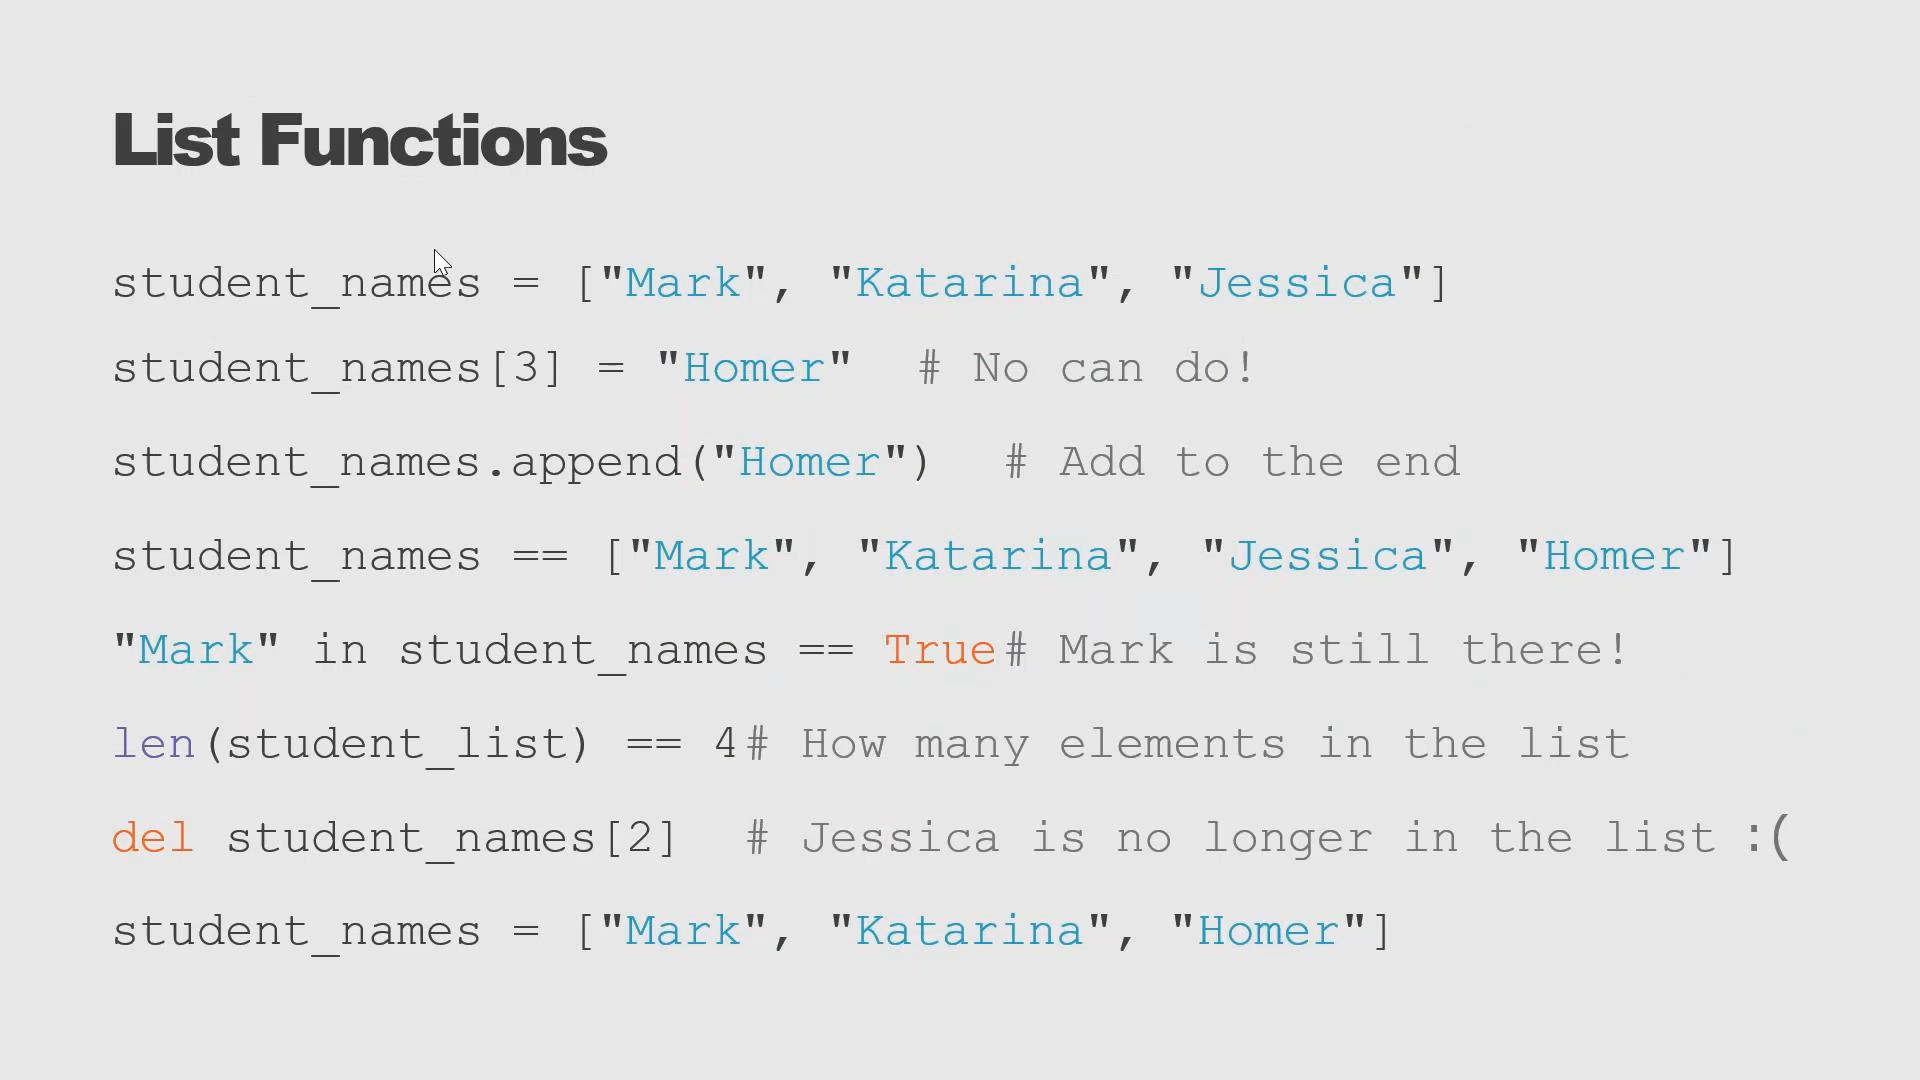 List Functions
student_names = ["Mark", "Katarina", "Jessica"]
student_names[3] = "Homer" # No can do!
student_names.append("Homer") # Add to the end
student_names == ["Mark", "Katarina", "Jessica", "Homer"]
"Mark" in student_names == True# Mark is still there!
len(student_list) == 4# How many elements in the list
del student_names[2] # Jessica is no longer in the list :(
student_names = ["Mark", "Katarina", "Homer"]